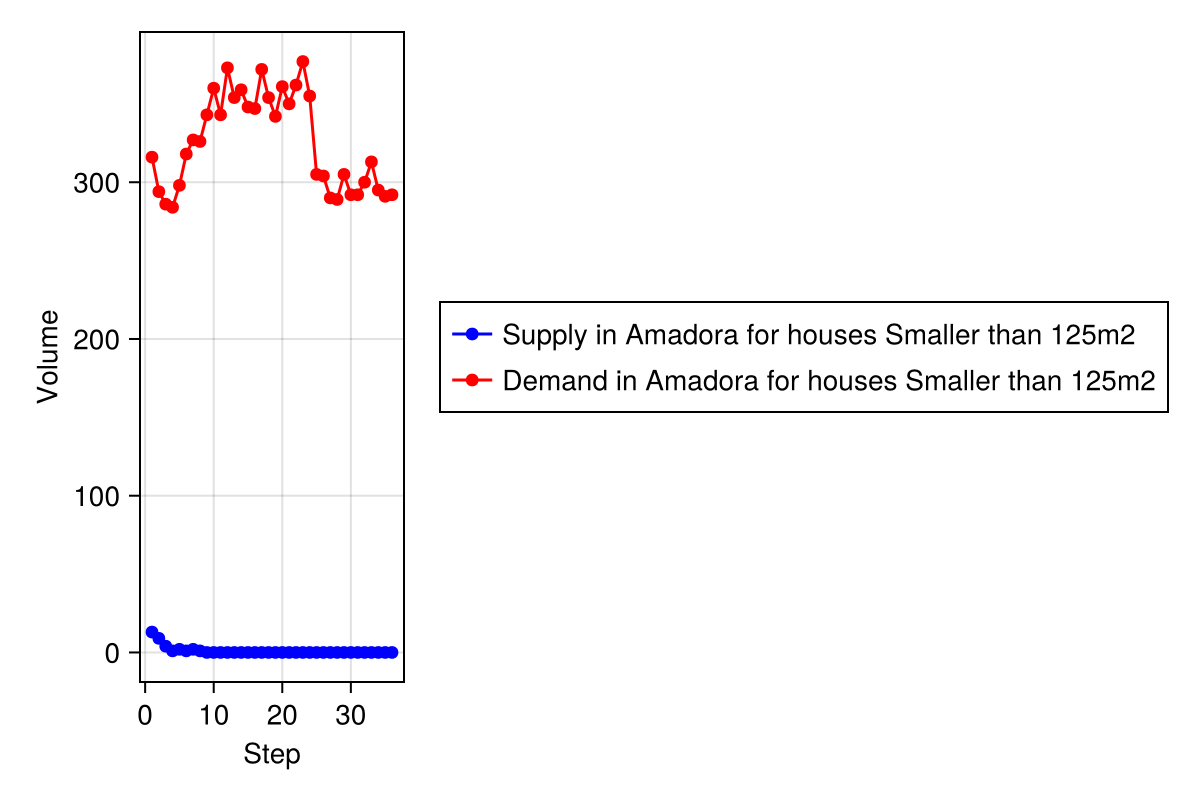 300
200
100
0
Volume
0 10 20 30
Step
Supply in Amadora for houses Smaller than 125m2
Demand in Amadora for houses Smaller than 125m2